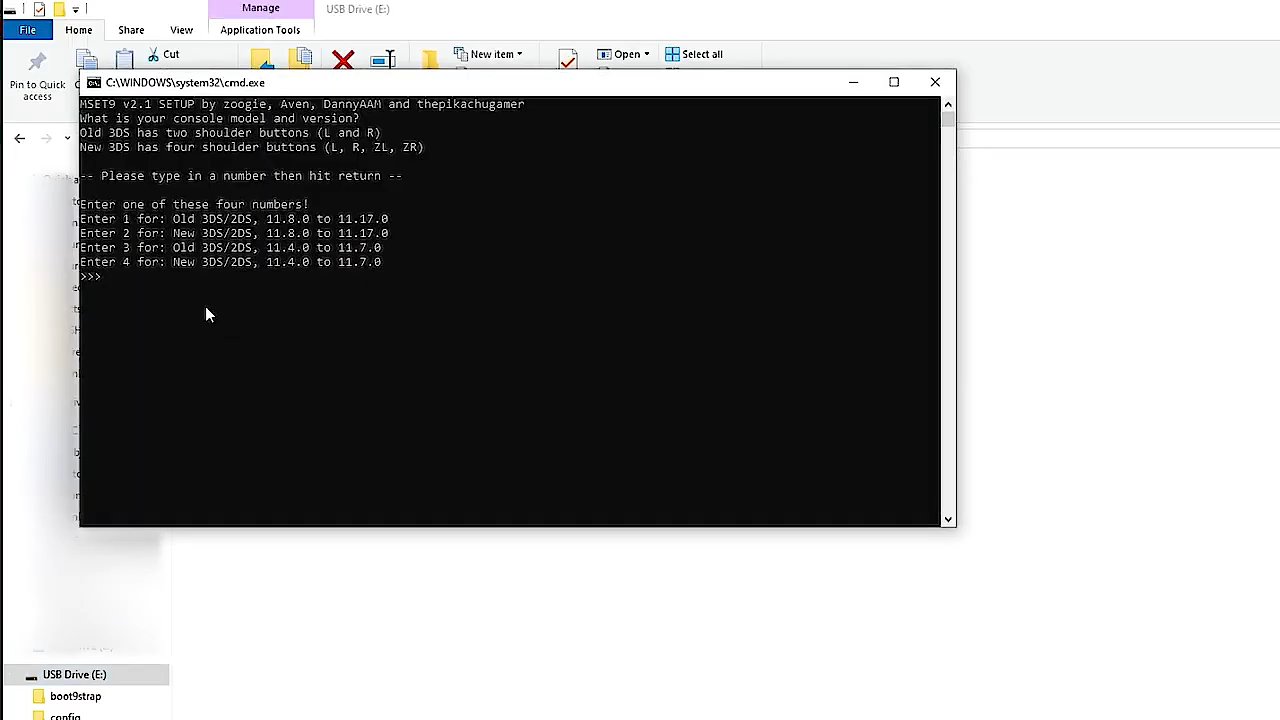 Manage
USB Drive (E:)
File
Home
Share
View
Application Tools
Pin to Quick
access
Cut
New item
Open
Select all
C:\WINDOWS\system32\cmd.exe
MSET9 v2.1 SETUP by zoogie, Aven, DannyAAM and thepikachugamer
What is your console model and version?
Old 3DS has two shoulder buttons (L and R)
New 3DS has four shoulder buttons (L, R, ZL, ZR)
-- Please type in a number then hit return --
Enter one of these four numbers!
Enter 1 for: Old 3DS/2DS, 11.8.0 to 11.17.0
Enter 2 for: New 3DS/2DS, 11.8.0 to 11.17.0
Enter 3 for: Old 3DS/2DS, 11.4.0 to 11.7.0
Enter 4 for: New 3DS/2DS, 11.4.0 to 11.7.0
>>>
USB Drive (E:)
boot9strap
config